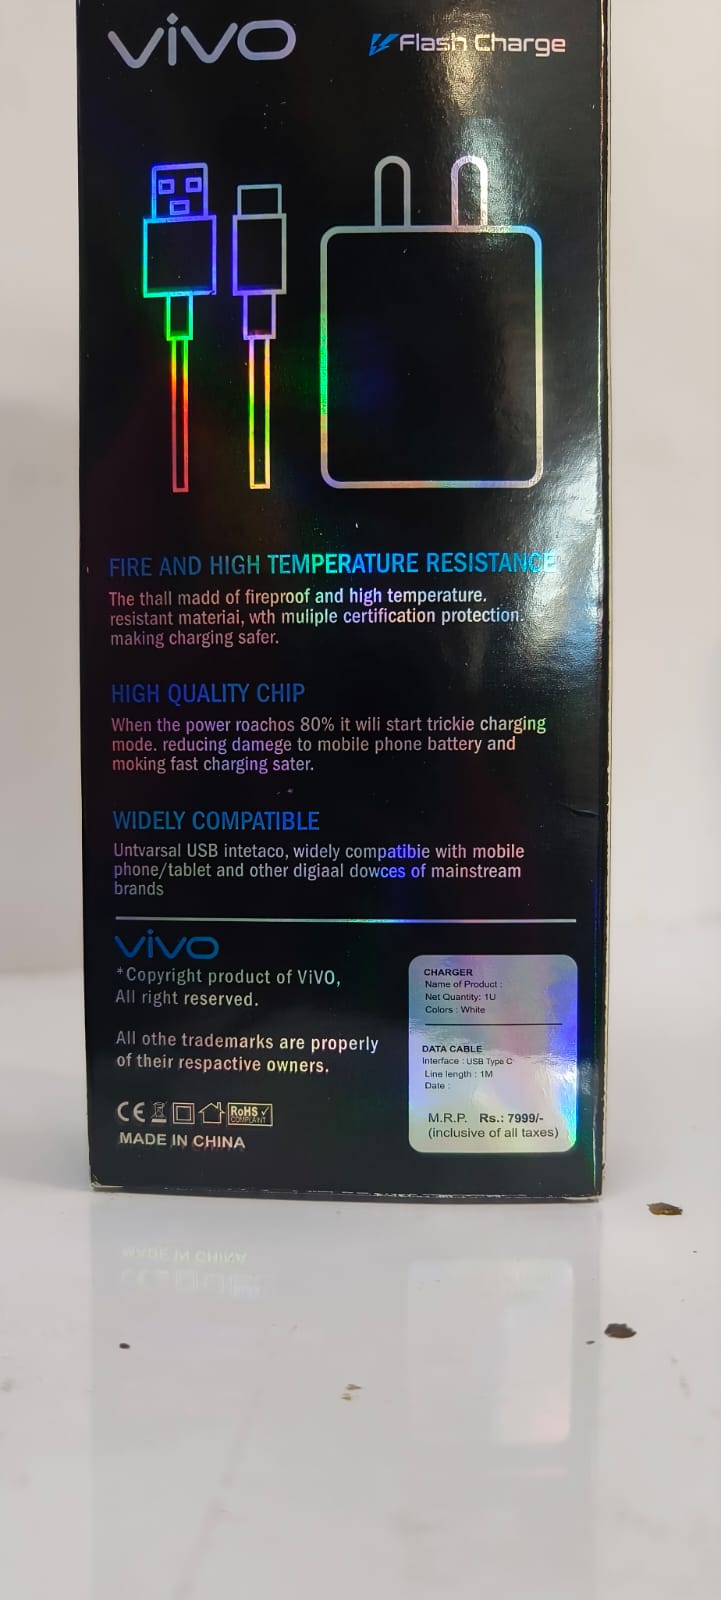 vivo Flash Charge
FIRE AND HIGH TEMPERATURE RESISTANCE
The thall madd of fireproof and high temperature.
resistant materiai, wth muliple certification protection.
making charging safer.
HIGH QUALITY CHIP
When the power roachos 80% it wili start trickie charging
mode. reducing damege to mobile phone battery and
moking fast charging sater.
WIDELY COMPATIBLE
Untvarsal USB intetaco, widely compatibie with mobile
phone/tablet and other digiaal dowces of mainstream
brands
vivo
*Copyright product of ViVO,
All right reserved.
All othe trademarks are properly
of their respactive owners.
CE RoHS
COMPLIANT
MADE IN CHINA
CHARGER
Name of Product :
Net Quantity: 1U
Colors : White
DATA CABLE
Interface : USB Type C
Line length : 1M
Date :
M.R.P. Rs.: 7999/-
(inclusive of all taxes)